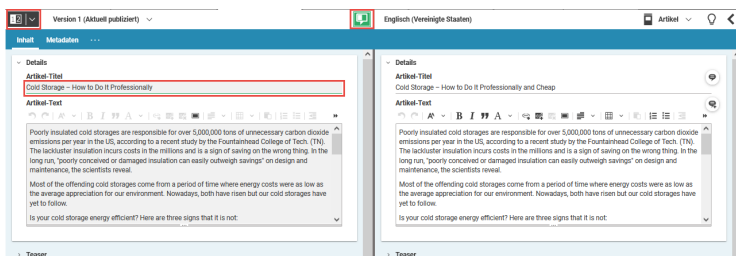 Version 1 (Aktuell publiziert)
Englisch (Vereinigte Staaten)
Artikel
Inhalt Metadaten ...
Details
Artikel-Titel
Cold Storage – How to Do It Professionally
Artikel-Text
Poorly insulated cold storages are responsible for over 5,000,000 tons of unnecessary carbon dioxide
emissions per year in the US, according to a recent study by the Fountainhead College of Tech. (TN).
The lackluster insulation incurs costs in the millions and is a sign of saving on the wrong thing. In the
long run, "poorly conceived or damaged insulation can easily outweigh savings" on design and
maintenance, the scientists reveal.
Most of the offending cold storages come from a period of time where energy costs were as low as
the average appreciation for our environment. Nowadays, both have risen but our cold storages have
yet to follow.
Is your cold storage energy efficient? Here are three signs that it is not:
Teaser
Details
Artikel-Titel
Cold Storage – How to Do It Professionally and Cheap
Artikel-Text
Poorly insulated cold storages are responsible for over 5,000,000 tons of unnecessary carbon dioxide
emissions per year in the US, according to a recent study by the Fountainhead College of Tech. (TN).
The lackluster insulation incurs costs in the millions and is a sign of saving on the wrong thing. In the
long run, "poorly conceived or damaged insulation can easily outweigh savings" on design and
maintenance, the scientists reveal.
Most of the offending cold storages come from a period of time where energy costs were as low as
the average appreciation for our environment. Nowadays, both have risen but our cold storages have
yet to follow.
Is your cold storage energy efficient? Here are three signs that it is not:
Teaser